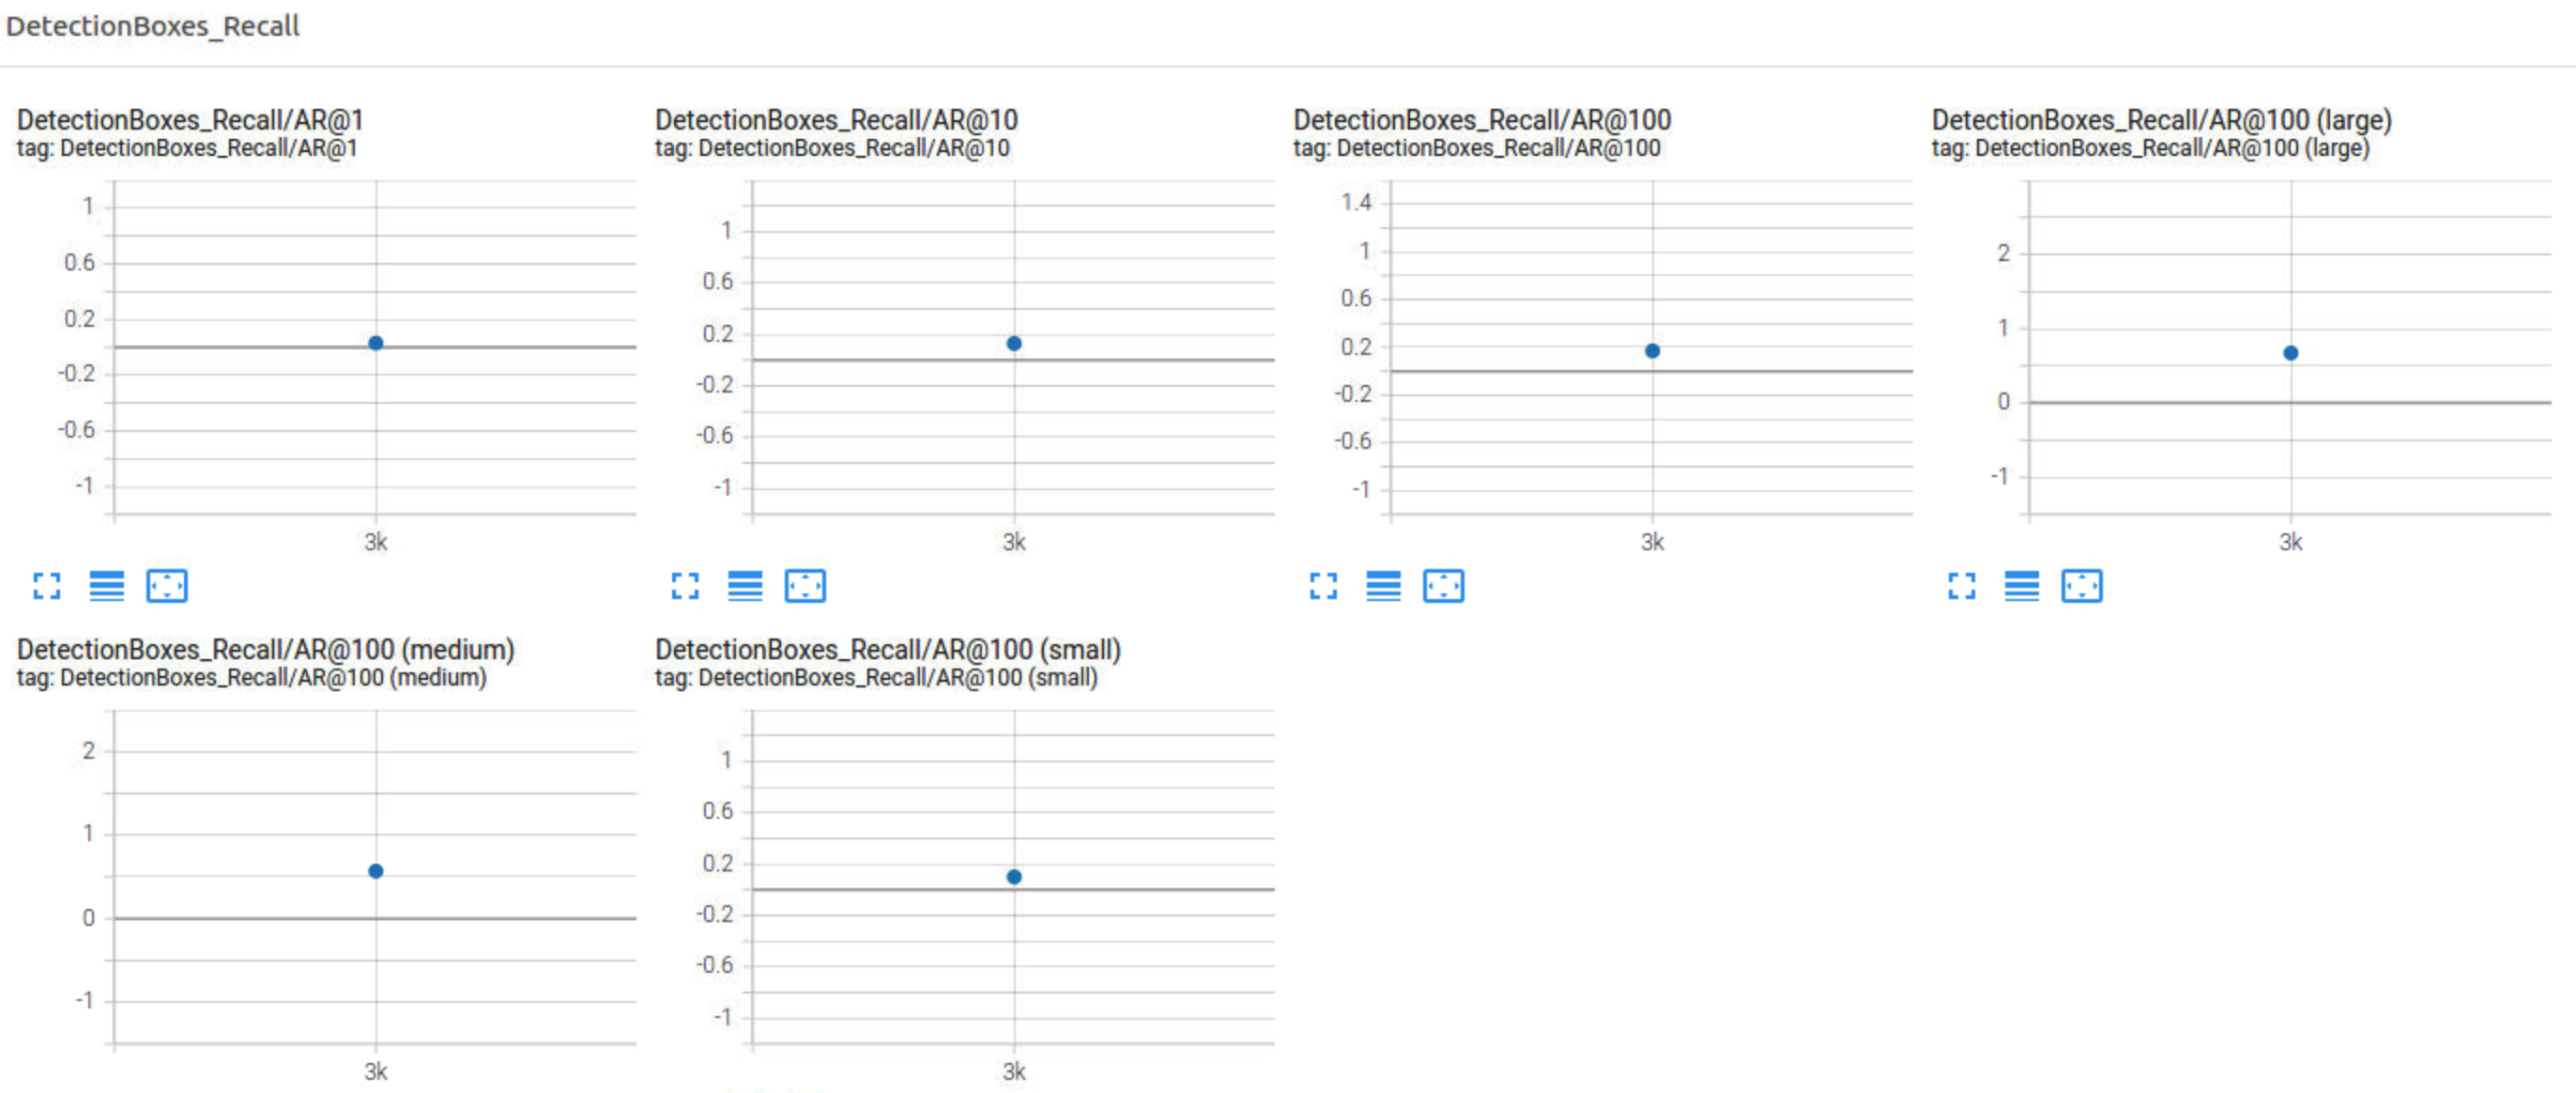 DetectionBoxes_Recall
DetectionBoxes_Recall/AR@1
tag: DetectionBoxes_Recall/AR@1
1
0.6
0.2
-0.2
-0.6
-1
3k
DetectionBoxes_Recall/AR@10
tag: DetectionBoxes_Recall/AR@10
1
0.6
0.2
-0.2
-0.6
-1
3k
DetectionBoxes_Recall/AR@100
tag: DetectionBoxes_Recall/AR@100
1.4
1
0.6
0.2
-0.2
-0.6
-1
3k
DetectionBoxes_Recall/AR@100 (large)
tag: DetectionBoxes_Recall/AR@100 (large)
2
1
0
-1
3k
DetectionBoxes_Recall/AR@100 (medium)
tag: DetectionBoxes_Recall/AR@100 (medium)
2
1
0
-1
3k
DetectionBoxes_Recall/AR@100 (small)
tag: DetectionBoxes_Recall/AR@100 (small)
1
0.6
0.2
-0.2
-0.6
-1
3k